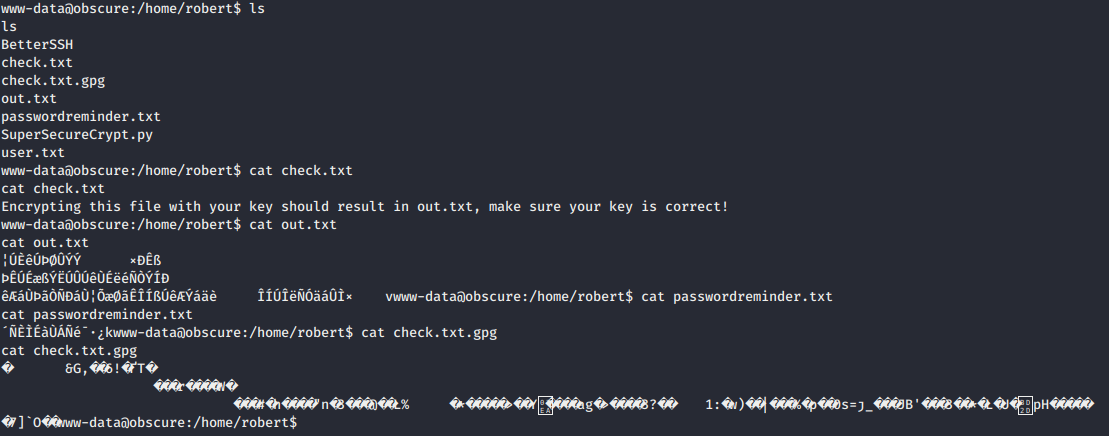 www-data@obscure:/home/robert$ ls
ls
BetterSSH
check.txt
check.txt.gpg
out.txt
passwordreminder.txt
SuperSecureCrypt.py
user.txt
www-data@obscure:/home/robert$ cat check.txt
cat check.txt
Encrypting this file with your key should result in out.txt, make sure your key is correct!
www-data@obscure:/home/robert$ cat out.txt
cat out.txt
¦ÚÈêÚÞØÛÝÝ ×ÐÊß
ÞÊÚÉæßÝËÚÛÚêÙÉëéÑÒÝÍÐ
êÆáÙÞãÒÑÐáÙ¦ÕæØãÊÎÍßÚêÆÝáäè ÎÍÚÎëÑÓäáÛÌ× vwww-data@obscure:/home/robert$ cat passwordreminder.txt
cat passwordreminder.txt
´ÑÈÌÉàÙÁÑé¯·¿kwww-data@obscure:/home/robert$ cat check.txt.gpg
cat check.txt.gpg
www-data@obscure:/home/robert$